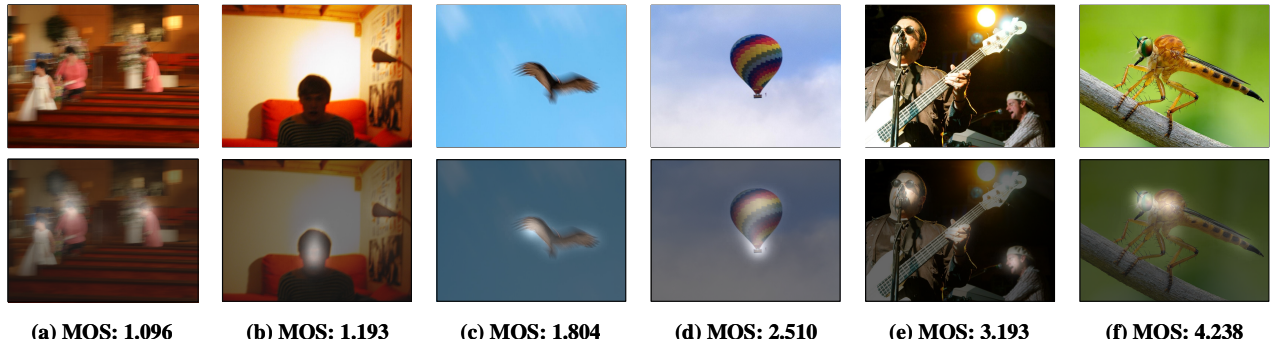 (a) MOS: 1.096
(b) MOS: 1.193
(c) MOS: 1.804
(d) MOS: 2.510
(e) MOS: 3.193
(f) MOS: 4.238